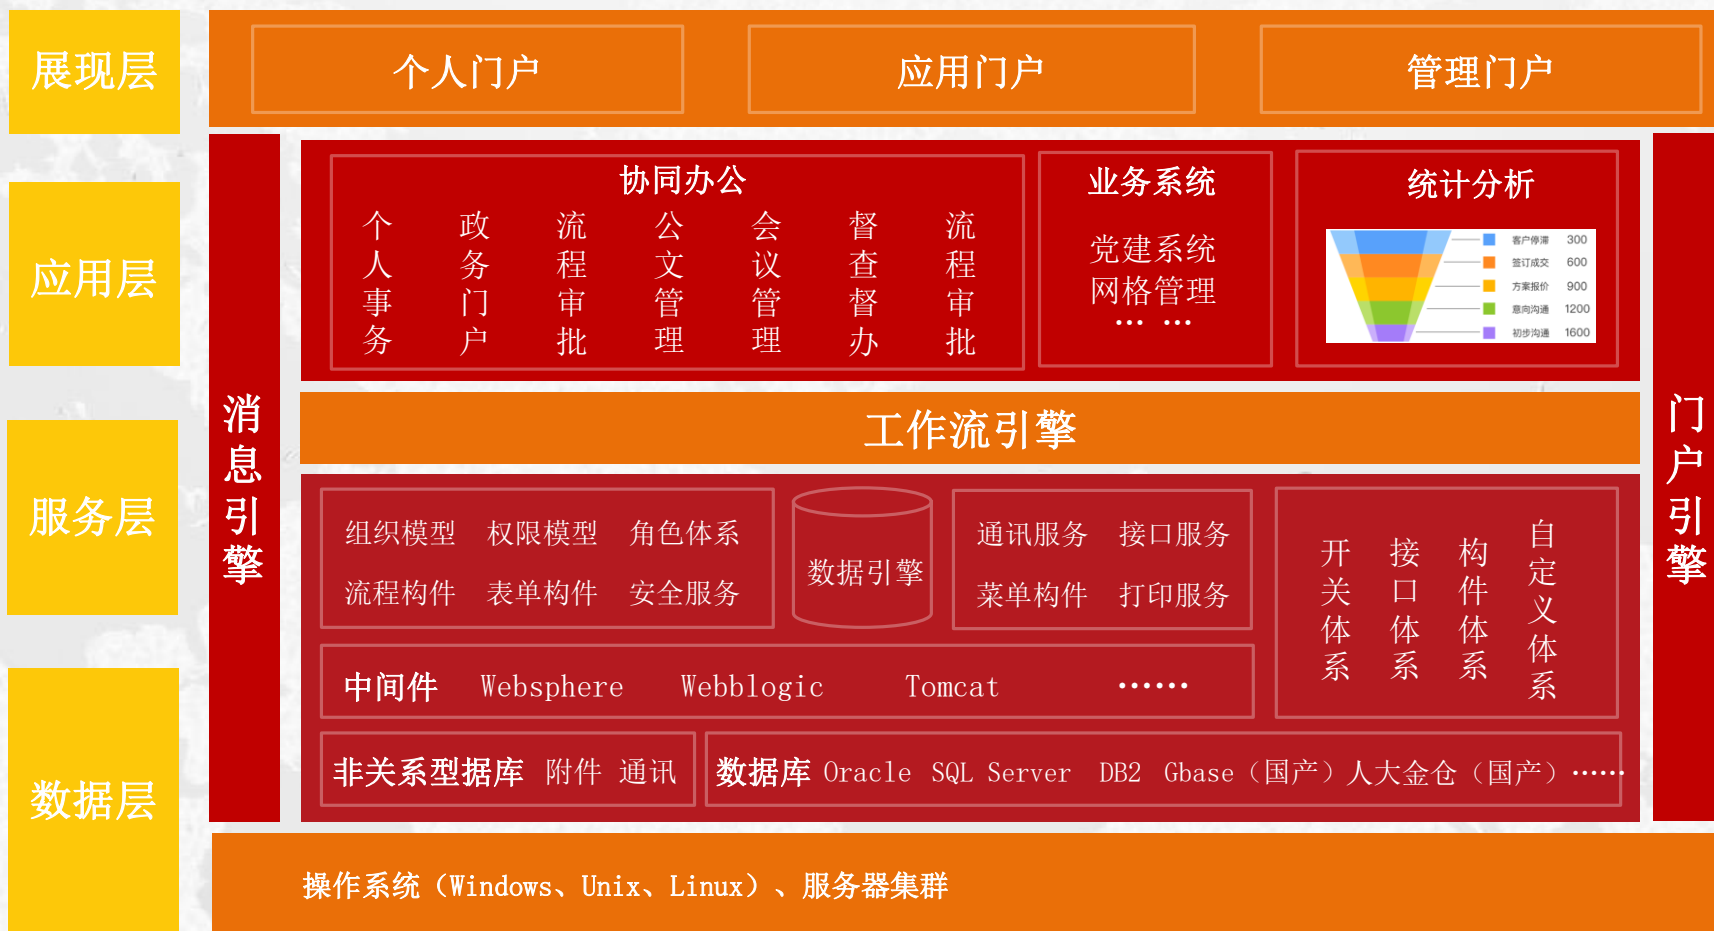 展现层
个人门户
应用门户
管理门户
应用层
消息引擎
协同办公
个人事务
政务门户
流程审批
公文管理
会议管理
督查督办
流程审批
业务系统
党建系统
网格管理
… …
统计分析
客户停滞 300
签订成交 600
方案报价 900
意向沟通 1200
初步沟通 1600
门户引擎
工作流引擎
服务层
组织模型 权限模型 角色体系
流程构件 表单构件 安全服务
数据引擎
通讯服务 接口服务
菜单构件 打印服务
开关体系
接口体系
构件体系
自定义体系
中间件 Websphere Webblogic Tomcat ……
数据层
非关系型据库 附件 通讯
数据库 Oracle SQL Server DB2 Gbase（国产）人大金仓（国产）……
操作系统（Windows、Unix、Linux）、服务器集群